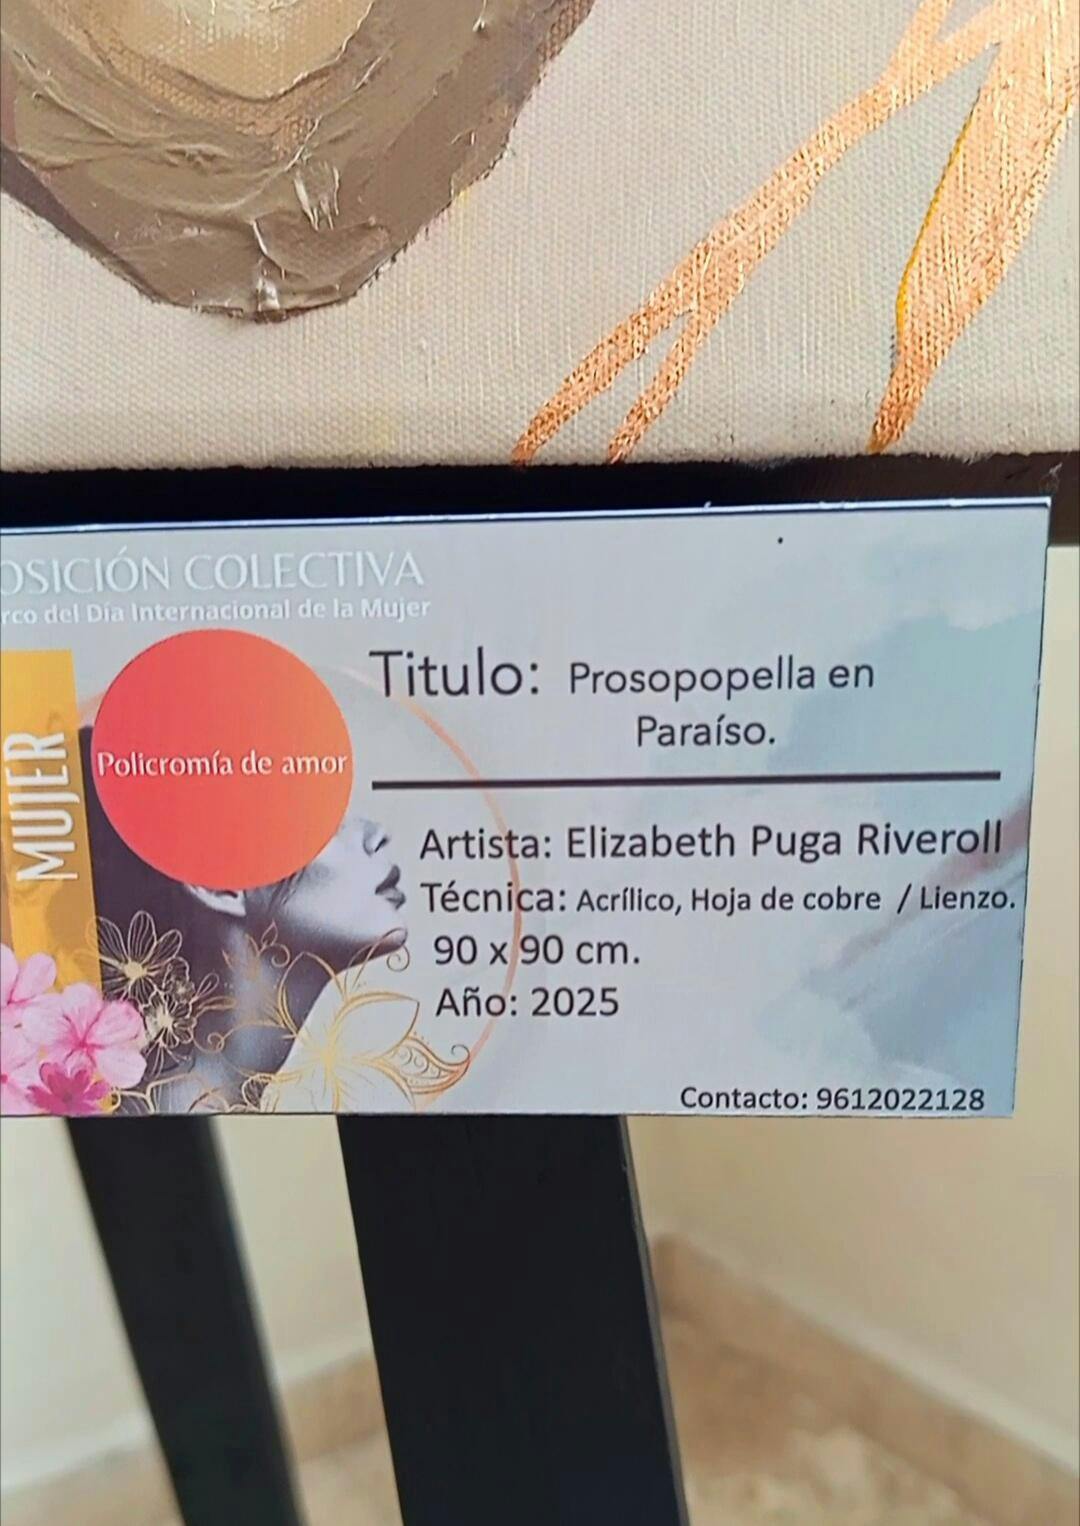 OSICIÓN COLECTIVA
rco del Día Internacional de la Mujer
MUJER
Policromía de amor
Titulo: Prosopopella en
Paraíso.
Artista: Elizabeth Puga Riveroll
Técnica: Acrílico, Hoja de cobre / Lienzo.
90 x 90 cm.
Año: 2025
Contacto: 9612022128